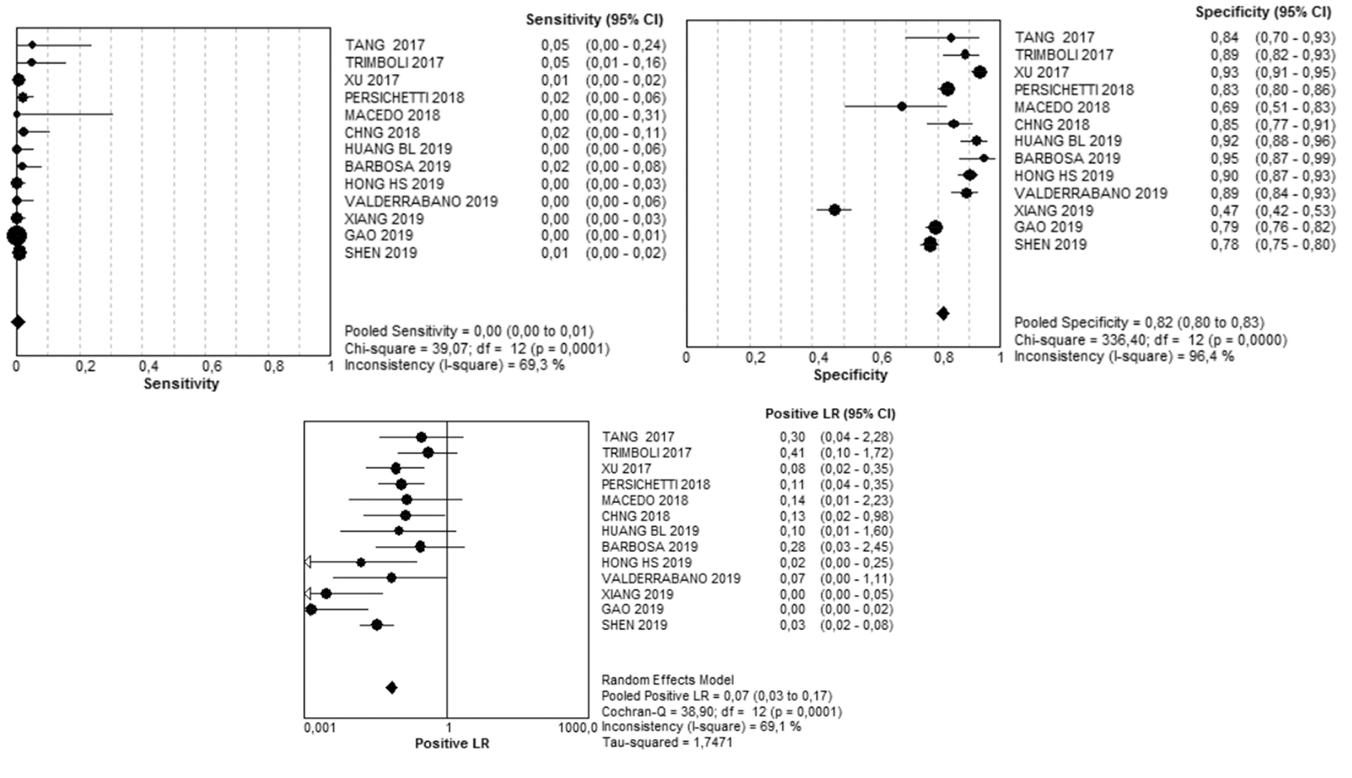 Sensitivity (95% CI)
TANG 2017 0,05 (0,00 - 0,24)
TRIMBOLI 2017 0,05 (0,01 - 0,16)
XU 2017 0,01 (0,00 - 0,02)
PERSICHETTI 2018 0,02 (0,00 - 0,06)
MACEDO 2018 0,00 (0,00 - 0,31)
CHNG 2018 0,02 (0,00 - 0,11)
HUANG BL 2019 0,00 (0,00 - 0,06)
BARBOSA 2019 0,02 (0,00 - 0,08)
HONG HS 2019 0,00 (0,00 - 0,03)
VALDERRABANO 2019 0,00 (0,00 - 0,06)
XIANG 2019 0,00 (0,00 - 0,03)
GAO 2019 0,00 (0,00 - 0,01)
SHEN 2019 0,01 (0,00 - 0,02)
Pooled Sensitivity = 0,00 (0,00 to 0,01)
Chi-square = 39,07; df = 12 (p = 0,0001)
Inconsistency (I-square) = 69,3 %
0 0,2 0,4 0,6 0,8 1
Sensitivity
Specificity (95% CI)
TANG 2017 0,84 (0,70 - 0,93)
TRIMBOLI 2017 0,89 (0,82 - 0,93)
XU 2017 0,93 (0,91 - 0,95)
PERSICHETTI 2018 0,83 (0,80 - 0,86)
MACEDO 2018 0,69 (0,51 - 0,83)
CHNG 2018 0,85 (0,77 - 0,91)
HUANG BL 2019 0,92 (0,88 - 0,96)
BARBOSA 2019 0,95 (0,87 - 0,99)
HONG HS 2019 0,90 (0,87 - 0,93)
VALDERRABANO 2019 0,89 (0,84 - 0,93)
XIANG 2019 0,47 (0,42 - 0,53)
GAO 2019 0,79 (0,76 - 0,82)
SHEN 2019 0,78 (0,75 - 0,80)
Pooled Specificity = 0,82 (0,80 to 0,83)
Chi-square = 336,40; df = 12 (p = 0,0000)
Inconsistency (I-square) = 96,4 %
0 0,2 0,4 0,6 0,8 1
Specificity
Positive LR (95% CI)
TANG 2017 0,30 (0,04 - 2,28)
TRIMBOLI 2017 0,41 (0,10 - 1,72)
XU 2017 0,08 (0,02 - 0,35)
PERSICHETTI 2018 0,11 (0,04 - 0,35)
MACEDO 2018 0,14 (0,01 - 2,23)
CHNG 2018 0,13 (0,02 - 0,98)
HUANG BL 2019 0,10 (0,01 - 1,60)
BARBOSA 2019 0,28 (0,03 - 2,45)
HONG HS 2019 0,02 (0,00 - 0,25)
VALDERRABANO 2019 0,07 (0,00 - 1,11)
XIANG 2019 0,00 (0,00 - 0,05)
GAO 2019 0,00 (0,00 - 0,02)
SHEN 2019 0,03 (0,02 - 0,08)
Random Effects Model
Pooled Positive LR = 0,07 (0,03 to 0,17)
Cochran-Q = 38,90; df = 12 (p = 0,0001)
Inconsistency (I-square) = 69,1 %
Tau-squared = 1,7471
0,001 1 1000,0
Positive LR